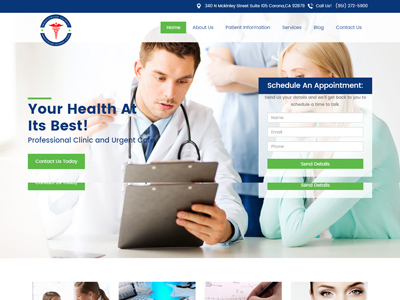 340 N Mckinley Street Suite 105 Corona,CA 92879 Call Us! (951) 272-5900
Home About Us Patient Information Services Blog Contact Us
Schedule An Appointment:
Send us your details and we'll get back to you to
schedule a time to talk.
Your Health At
Its Best!
Professional Clinic and Urgent Care
Name
Email
Phone
Contact Us Today
Send Details
Contact Us Today
Send Details